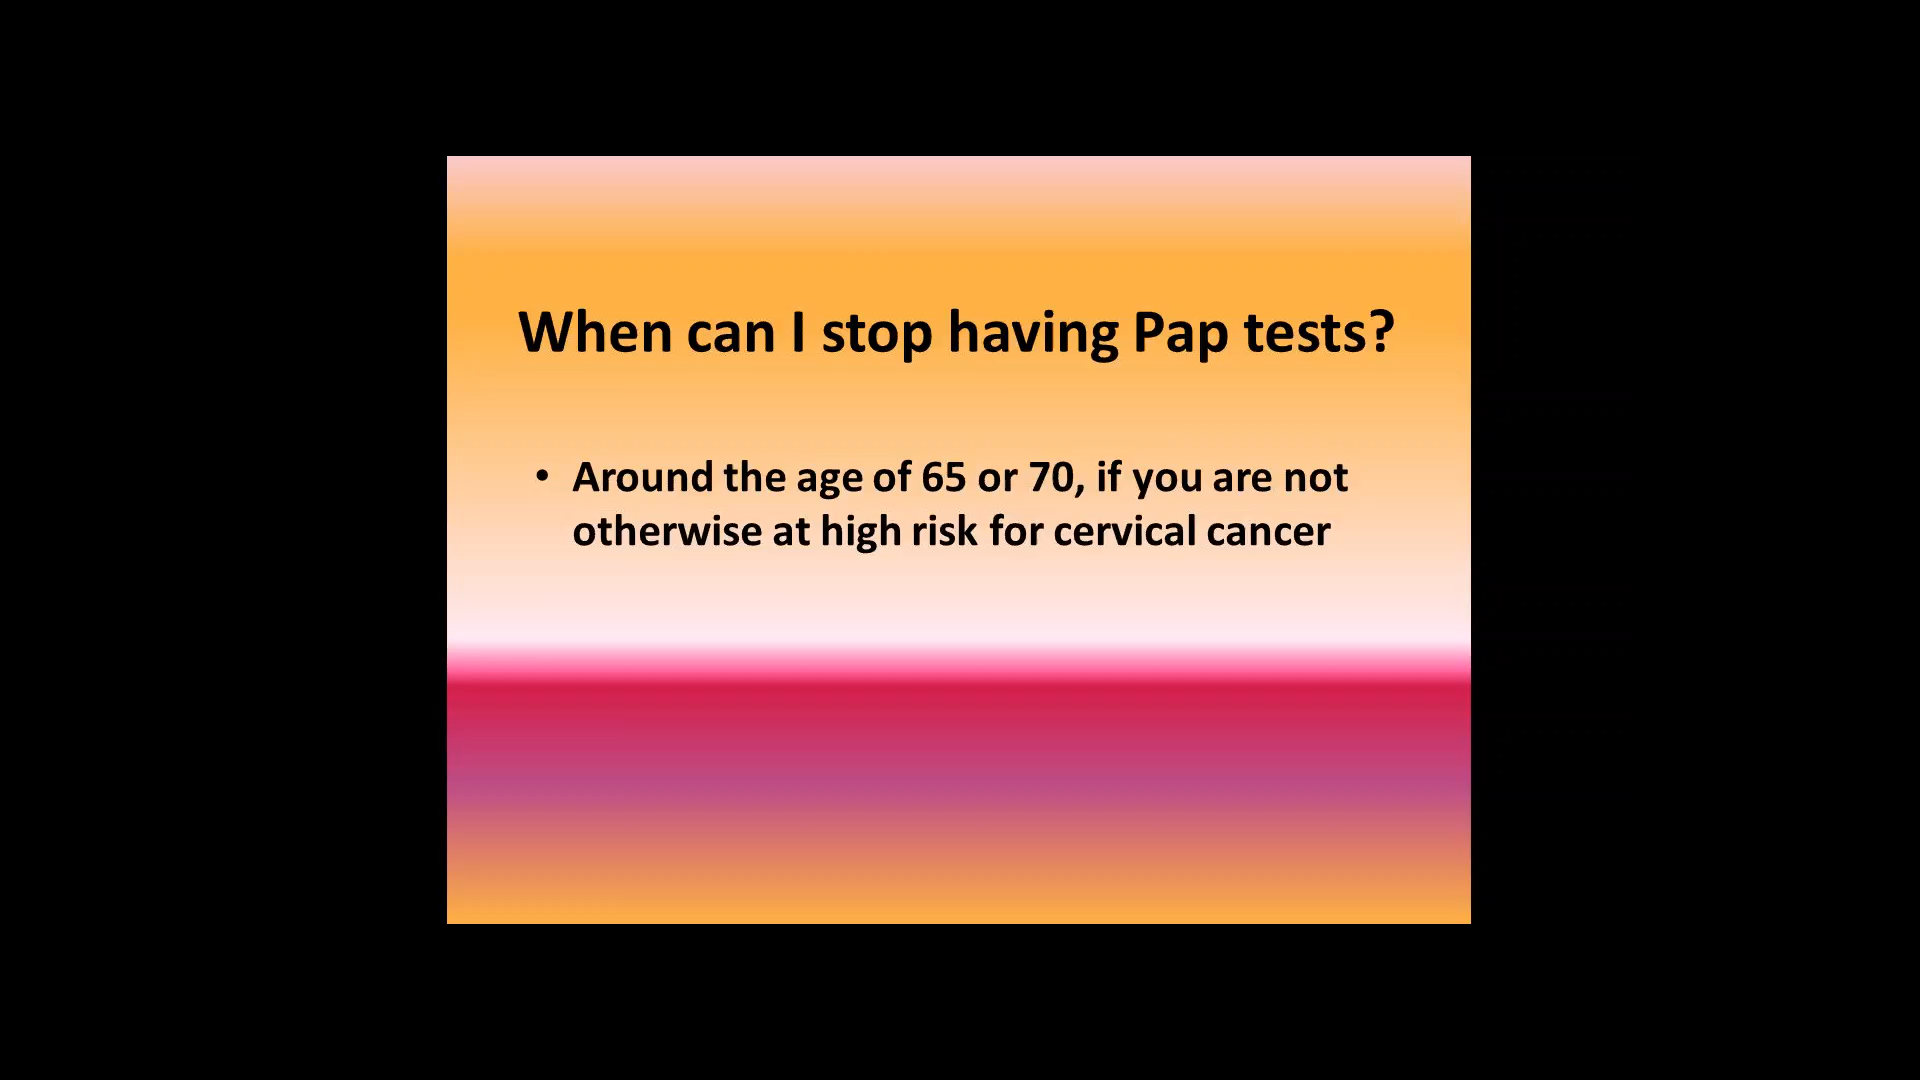 When can I stop having Pap tests?
• Around the age of 65 or 70, if you are not
otherwise at high risk for cervical cancer